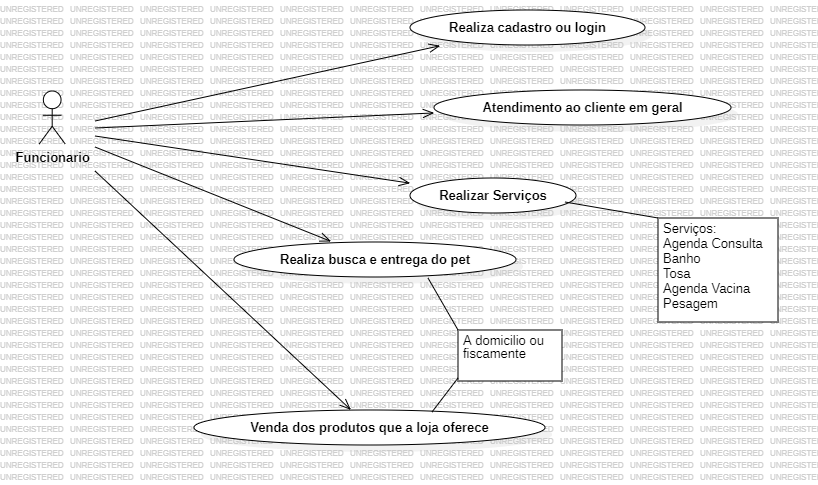 Realiza cadastro ou login
Atendimento ao cliente em geral
Funcionario
Realizar Serviços
Serviços:
Agenda Consulta
Banho
Tosa
Agenda Vacina
Pesagem
Realiza busca e entrega do pet
A domicilio ou
fiscamente
Venda dos produtos que a loja oferece
UNREGISTERED